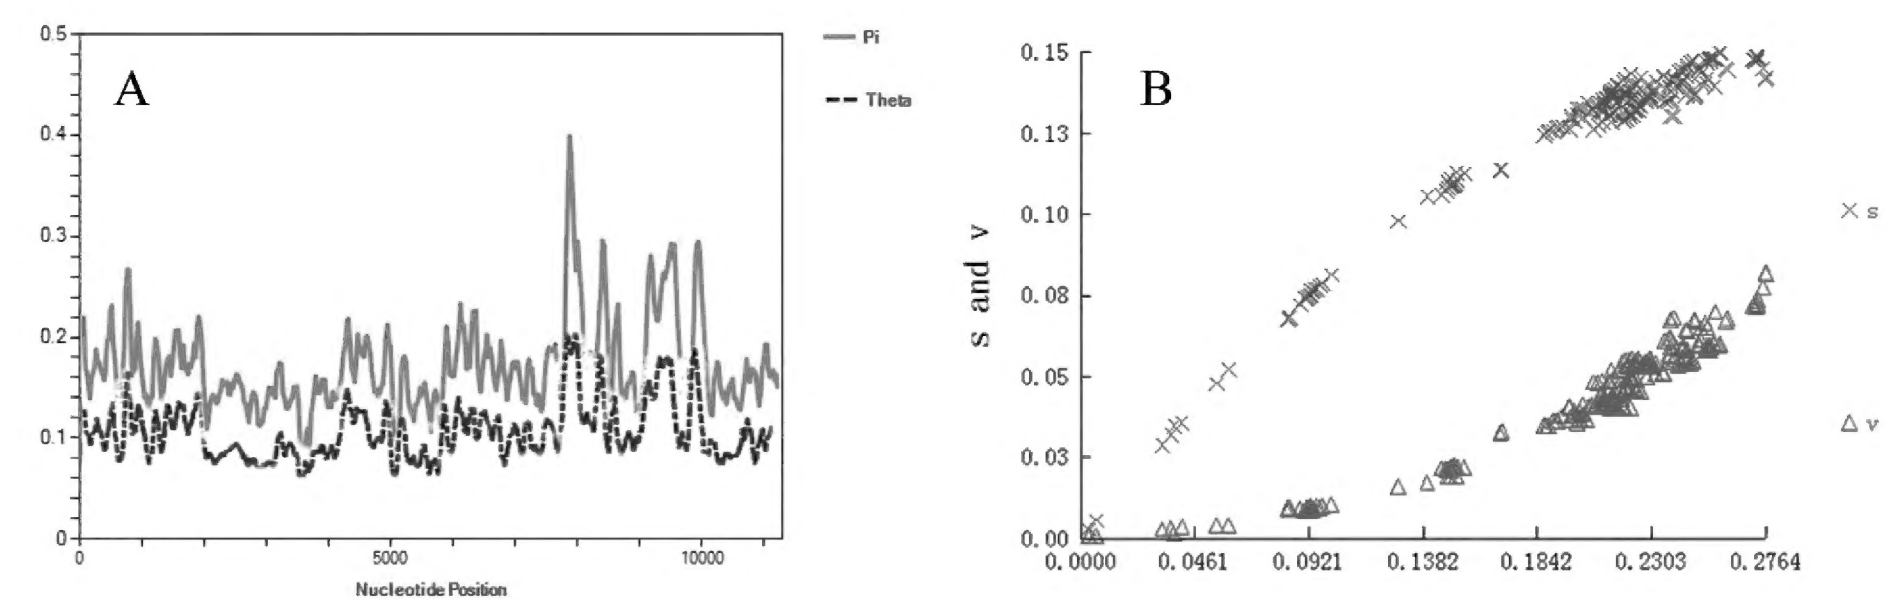 A
0.5
0.4
0.3
0.2
0.1
0
0 5000 10000
Nucleotide Position
Pi
Theta
B
s and v
0.15
0.13
0.10
0.08
0.05
0.03
0.00
0.0000 0.0461 0.0921 0.1382 0.1842 0.2303 0.2764
s
v